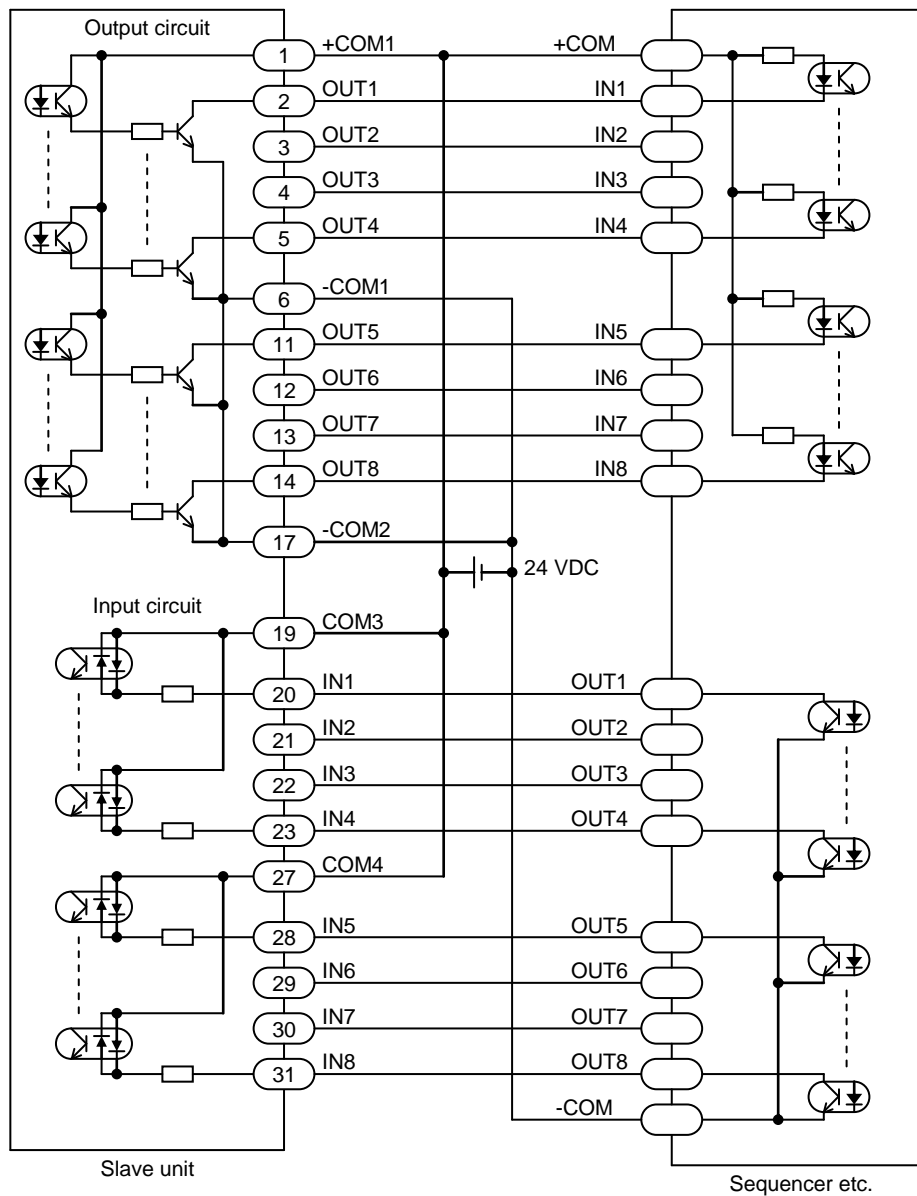 Output circuit
1 +COM1 +COM
2 OUT1 IN1
3 OUT2 IN2
4 OUT3 IN3
5 OUT4 IN4
6 -COM1
11 OUT5 IN5
12 OUT6 IN6
13 OUT7 IN7
14 OUT8 IN8
17 -COM2
24 VDC
Input circuit
19 COM3
20 IN1 OUT1
21 IN2 OUT2
22 IN3 OUT3
23 IN4 OUT4
27 COM4
28 IN5 OUT5
29 IN6 OUT6
30 IN7 OUT7
31 IN8 OUT8
-COM
Slave unit
Sequencer etc.